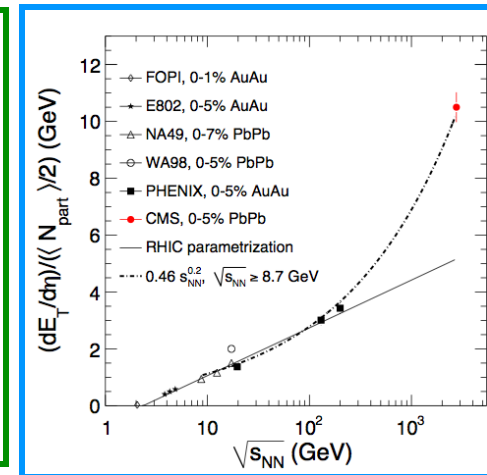 (dE_T/dη)/(⟨ N_part ⟩/2) (GeV)
12
10
8
6
4
2
0
FOPI, 0-1% AuAu
E802, 0-5% AuAu
NA49, 0-7% PbPb
WA98, 0-5% PbPb
PHENIX, 0-5% AuAu
CMS, 0-5% PbPb
RHIC parametrization
0.46 s_NN^0.2, √s_NN ≥ 8.7 GeV
1 10 10² 10³
√s_NN (GeV)